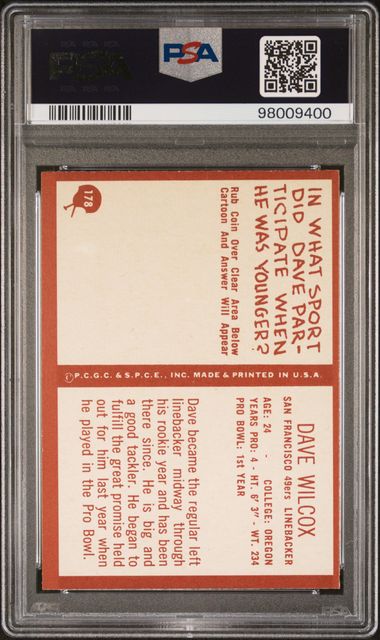 PSA
PSA
98009400
178
IN WHAT SPORT
DID DAVE PAR-
TICIPATE WHEN
HE WAS YOUNGER?
Rub Coin Over Clear Area Below
Cartoon And Answer Will Appear
P.C.G.C. & S.P.C.E., INC. MADE & PRINTED IN U.S.A.
DAVE WILCOX
SAN FRANCISCO 49ers LINEBACKER
AGE: 24 - COLLEGE: OREGON
YEARS PRO: 4 - HT. 6' 3" - WT. 234
PRO BOWL: 1st YEAR
Dave became the regular left
linebacker midway through
his rookie year and has been
there since. He is big and
a good tackler. He began to
fulfill the great promise held
out for him last year when
he played in the Pro Bowl.